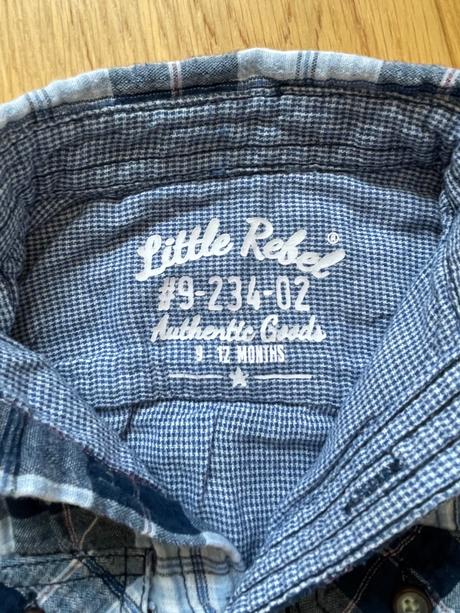 Little Rebel®
#9-234-02
Authentic Goods
9 - 12 MONTHS